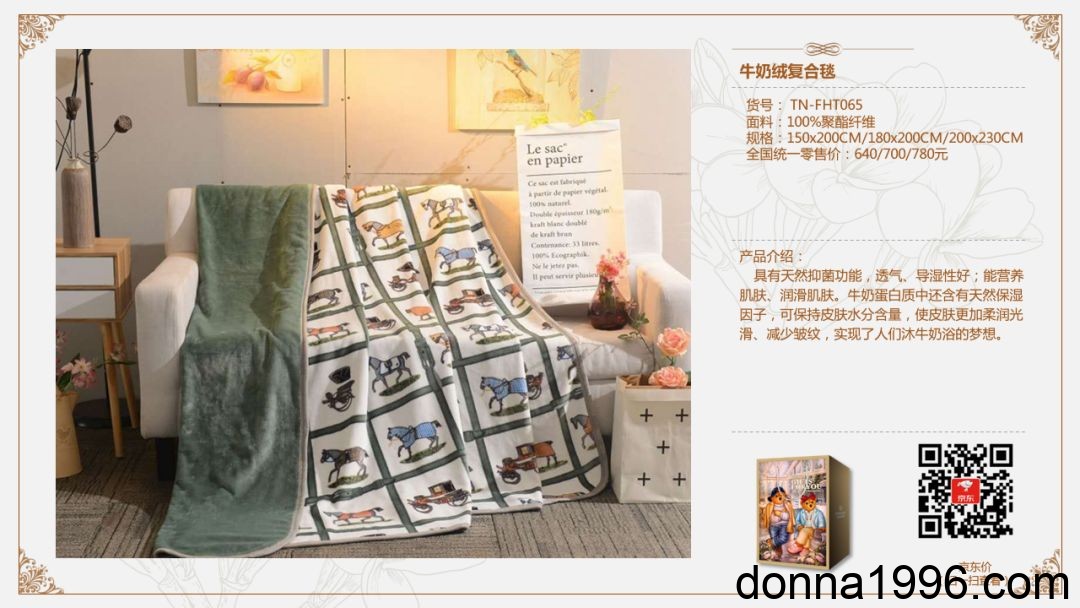 牛奶绒复合毯
货号： TN-FHT065
面料：100%聚酯纤维
规格：150x200CM/180x200CM/200x230CM
全国统一零售价：640/700/780元
Le sac"
en papier
Ce sac est fabriqué
à partir de papier végétal.
100% naturel.
Double épaisseur 180g/m²
kraft blanc doublé
de kraft brun
Contenance: 33 litres.
100% Ecographik.
Ne le jetez pas.
Il peut servir plusieu
产品介绍：
具有天然抑菌功能，透气、导湿性好；能营养
肌肤、润滑肌肤。牛奶蛋白质中还含有天然保湿
因子，可保持皮肤水分含量，使皮肤更加柔润光
滑、减少皱纹，实现了人们沐牛奶浴的梦想。
京东
京东价
扫查看
donna1996.com